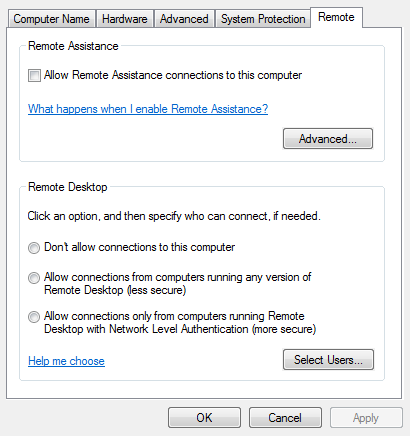 Computer Name Hardware Advanced System Protection Remote
Remote Assistance
Allow Remote Assistance connections to this computer
What happens when I enable Remote Assistance?
Advanced...
Remote Desktop
Click an option, and then specify who can connect, if needed.
Don't allow connections to this computer
Allow connections from computers running any version of
Remote Desktop (less secure)
Allow connections only from computers running Remote
Desktop with Network Level Authentication (more secure)
Help me choose Select Users...
OK Cancel Apply